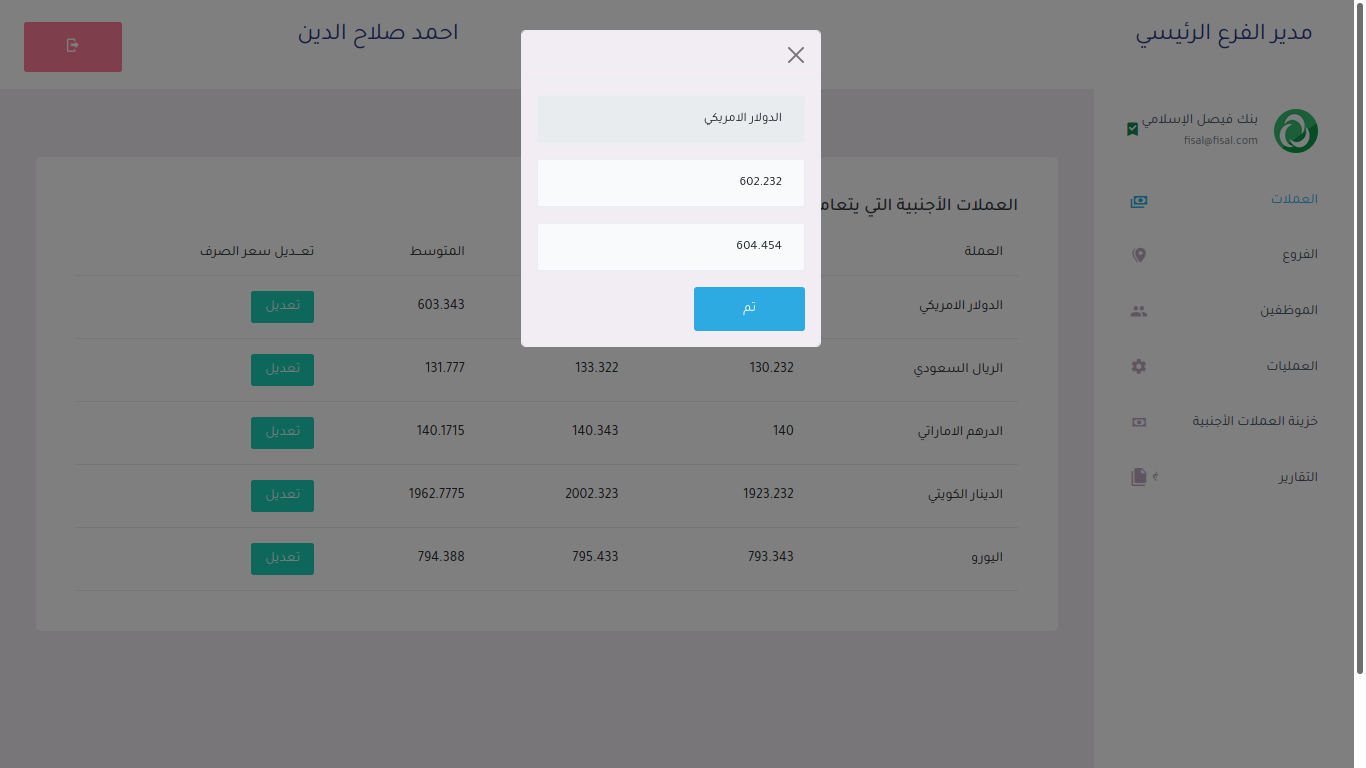 مدير الفرع الرئيسي
احمد صلاح الدين
بنك فيصل الإسلامي
fisal@fisal.com
العملات
الفروع
الموظفين
العمليات
خزينة العملات الأجنبية
التقارير
الدولار الامريكي
602.232
604.454
تم
العملات الأجنبية التي
العملة المتوسط تعـديل سعر الصرف
الدولار الامريكي 603.343 تعديل
الريال السعودي 130.232 133.322 131.777 تعديل
الدرهم الاماراتي 140 140.343 140.1715 تعديل
الدينار الكويتي 1923.232 2002.323 1962.7775 تعديل
اليورو 793.343 795.433 794.388 تعديل